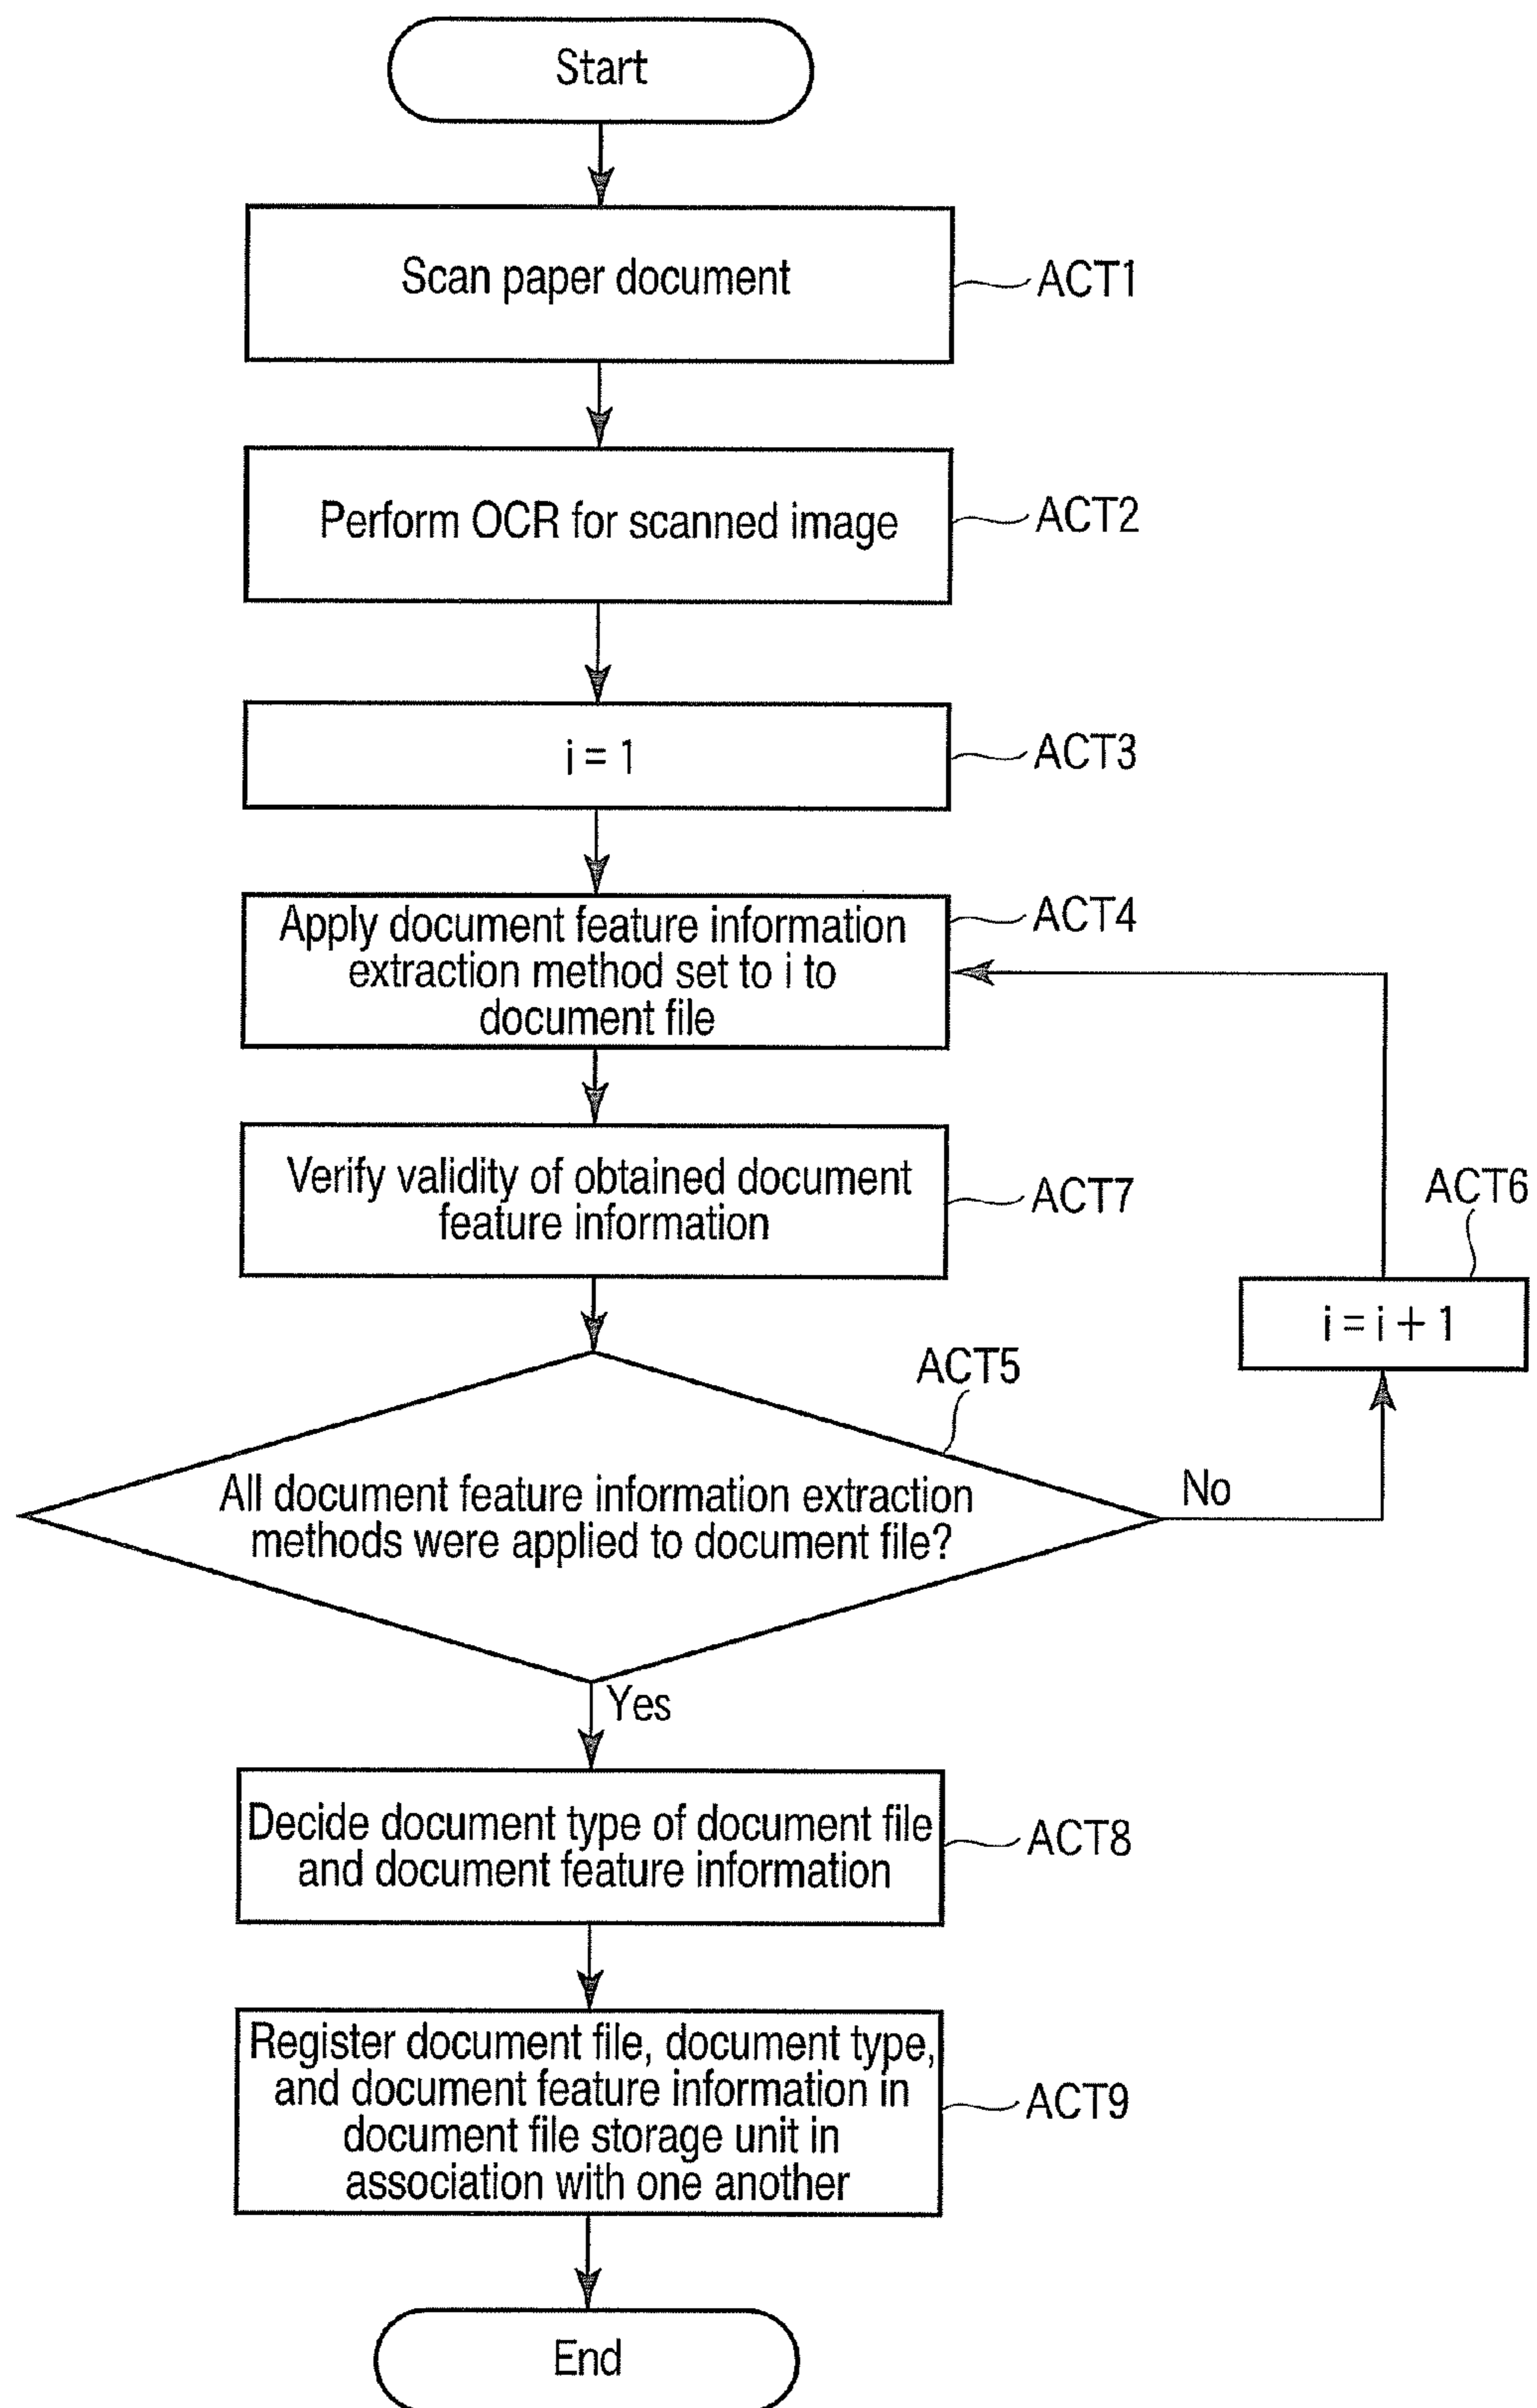 Start
Scan paper document
ACT1
Perform OCR for scanned image
ACT2
i = 1
ACT3
Apply document feature information
extraction method set to i to
document file
ACT4
Verify validity of obtained document
feature information
ACT7
ACT6
i = i + 1
ACT5
All document feature information extraction
methods were applied to document file?
No
Yes
Decide document type of document file
and document feature information
ACT8
Register document file, document type,
and document feature information in
document file storage unit in
association with one another
ACT9
End